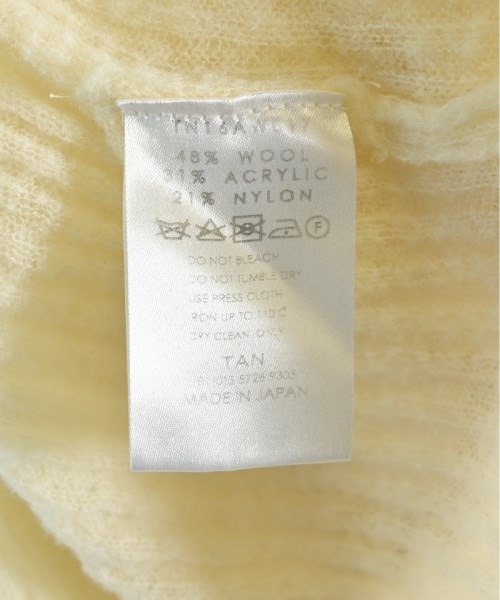 48% WOOL
31% ACRYLIC
21% NYLON
F
DO NOT BLEACH
DO NOT TUMBLE DRY
USE PRESS CLOTH
IRON UP TO 110℃
DRY CLEAN ONLY
TAN
MADE IN JAPAN